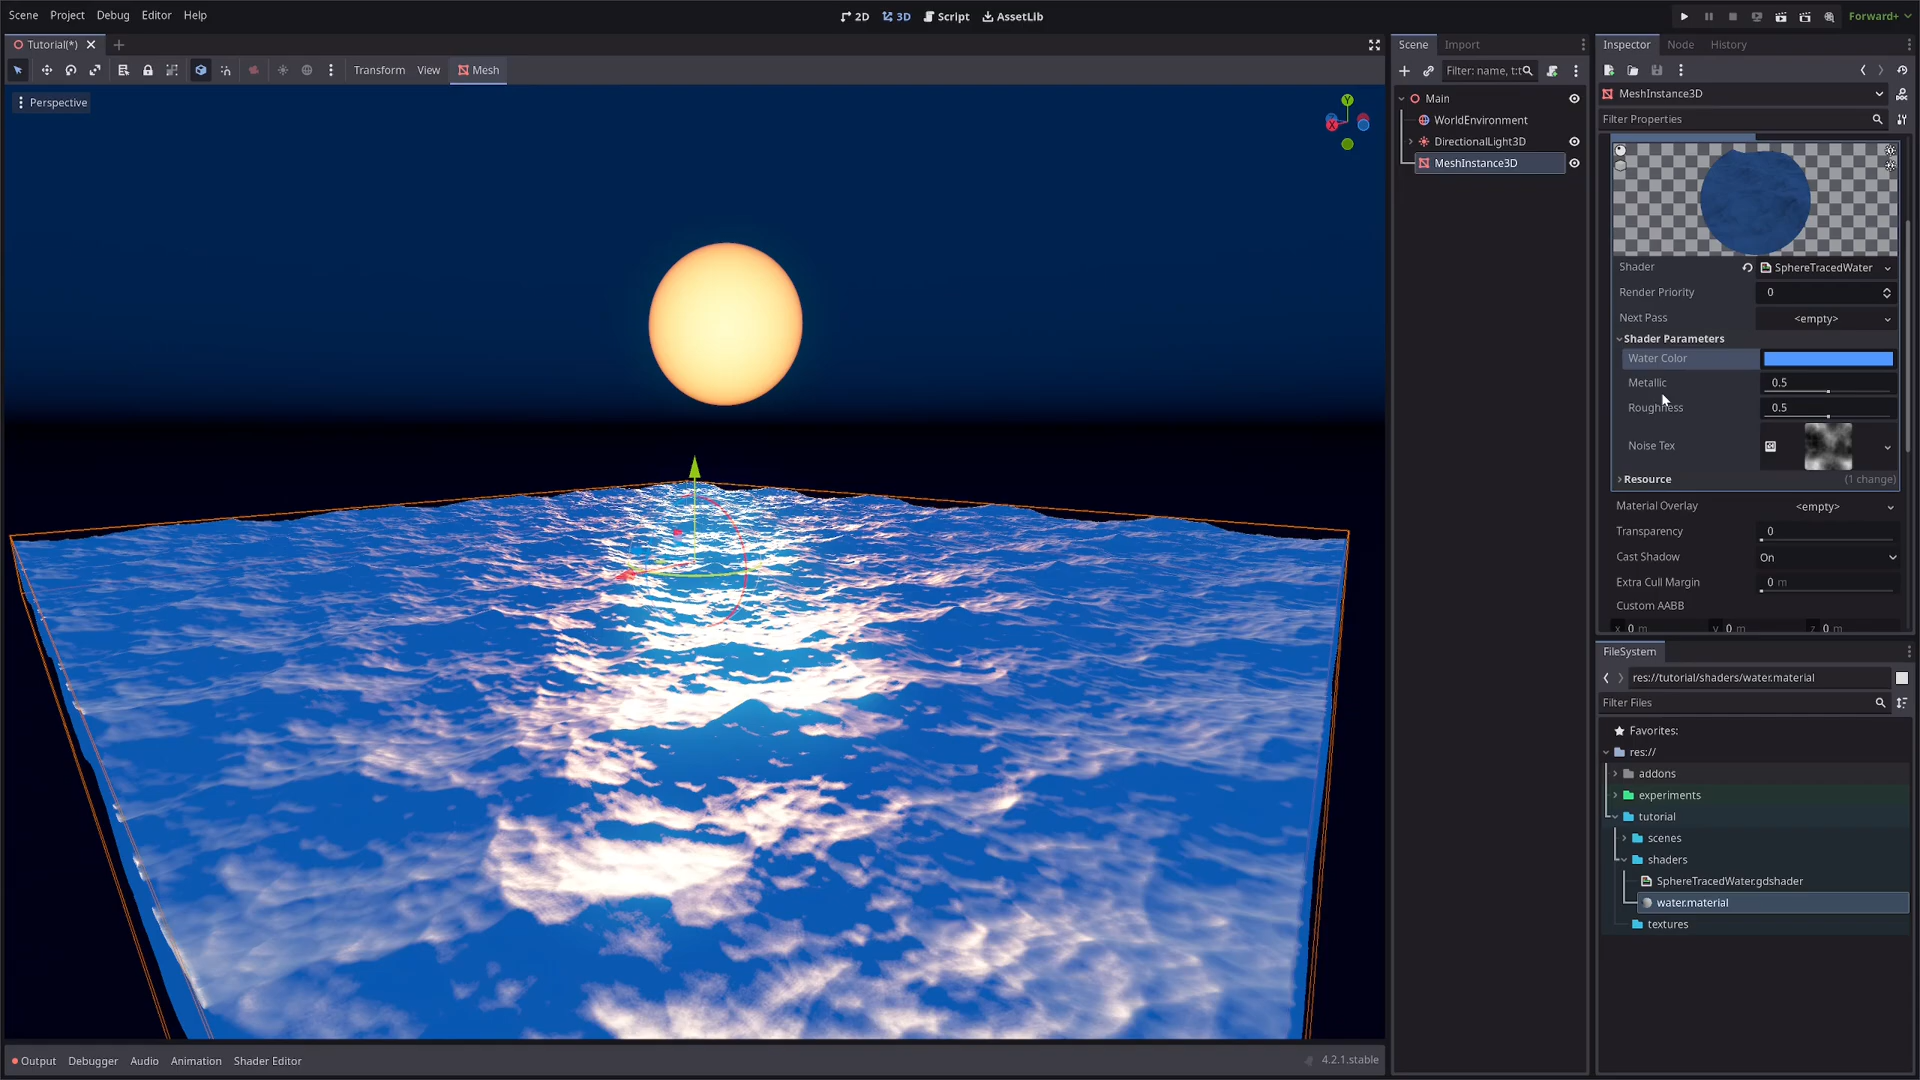 Scene Project Debug Editor Help
2D 3D Script AssetLib
Forward+
Tutorial(*)
Transform View Mesh
Perspective
Y
X
Output Debugger Audio Animation Shader Editor
4.2.1.stable
Scene Import
Filter: name, t:t
Main
WorldEnvironment
DirectionalLight3D
MeshInstance3D
Inspector Node History
MeshInstance3D
Filter Properties
Shader SphereTracedWater
Render Priority 0
Next Pass <empty>
Shader Parameters
Water Color
Metallic 0.5
Roughness 0.5
Noise Tex
Resource (1 change)
Material Overlay <empty>
Transparency 0
Cast Shadow On
Extra Cull Margin 0 m
Custom AABB
x 0 m y 0 m z 0 m
FileSystem
res://tutorial/shaders/water.material
Filter Files
Favorites:
res://
addons
experiments
tutorial
scenes
shaders
SphereTracedWater.gdshader
water.material
textures